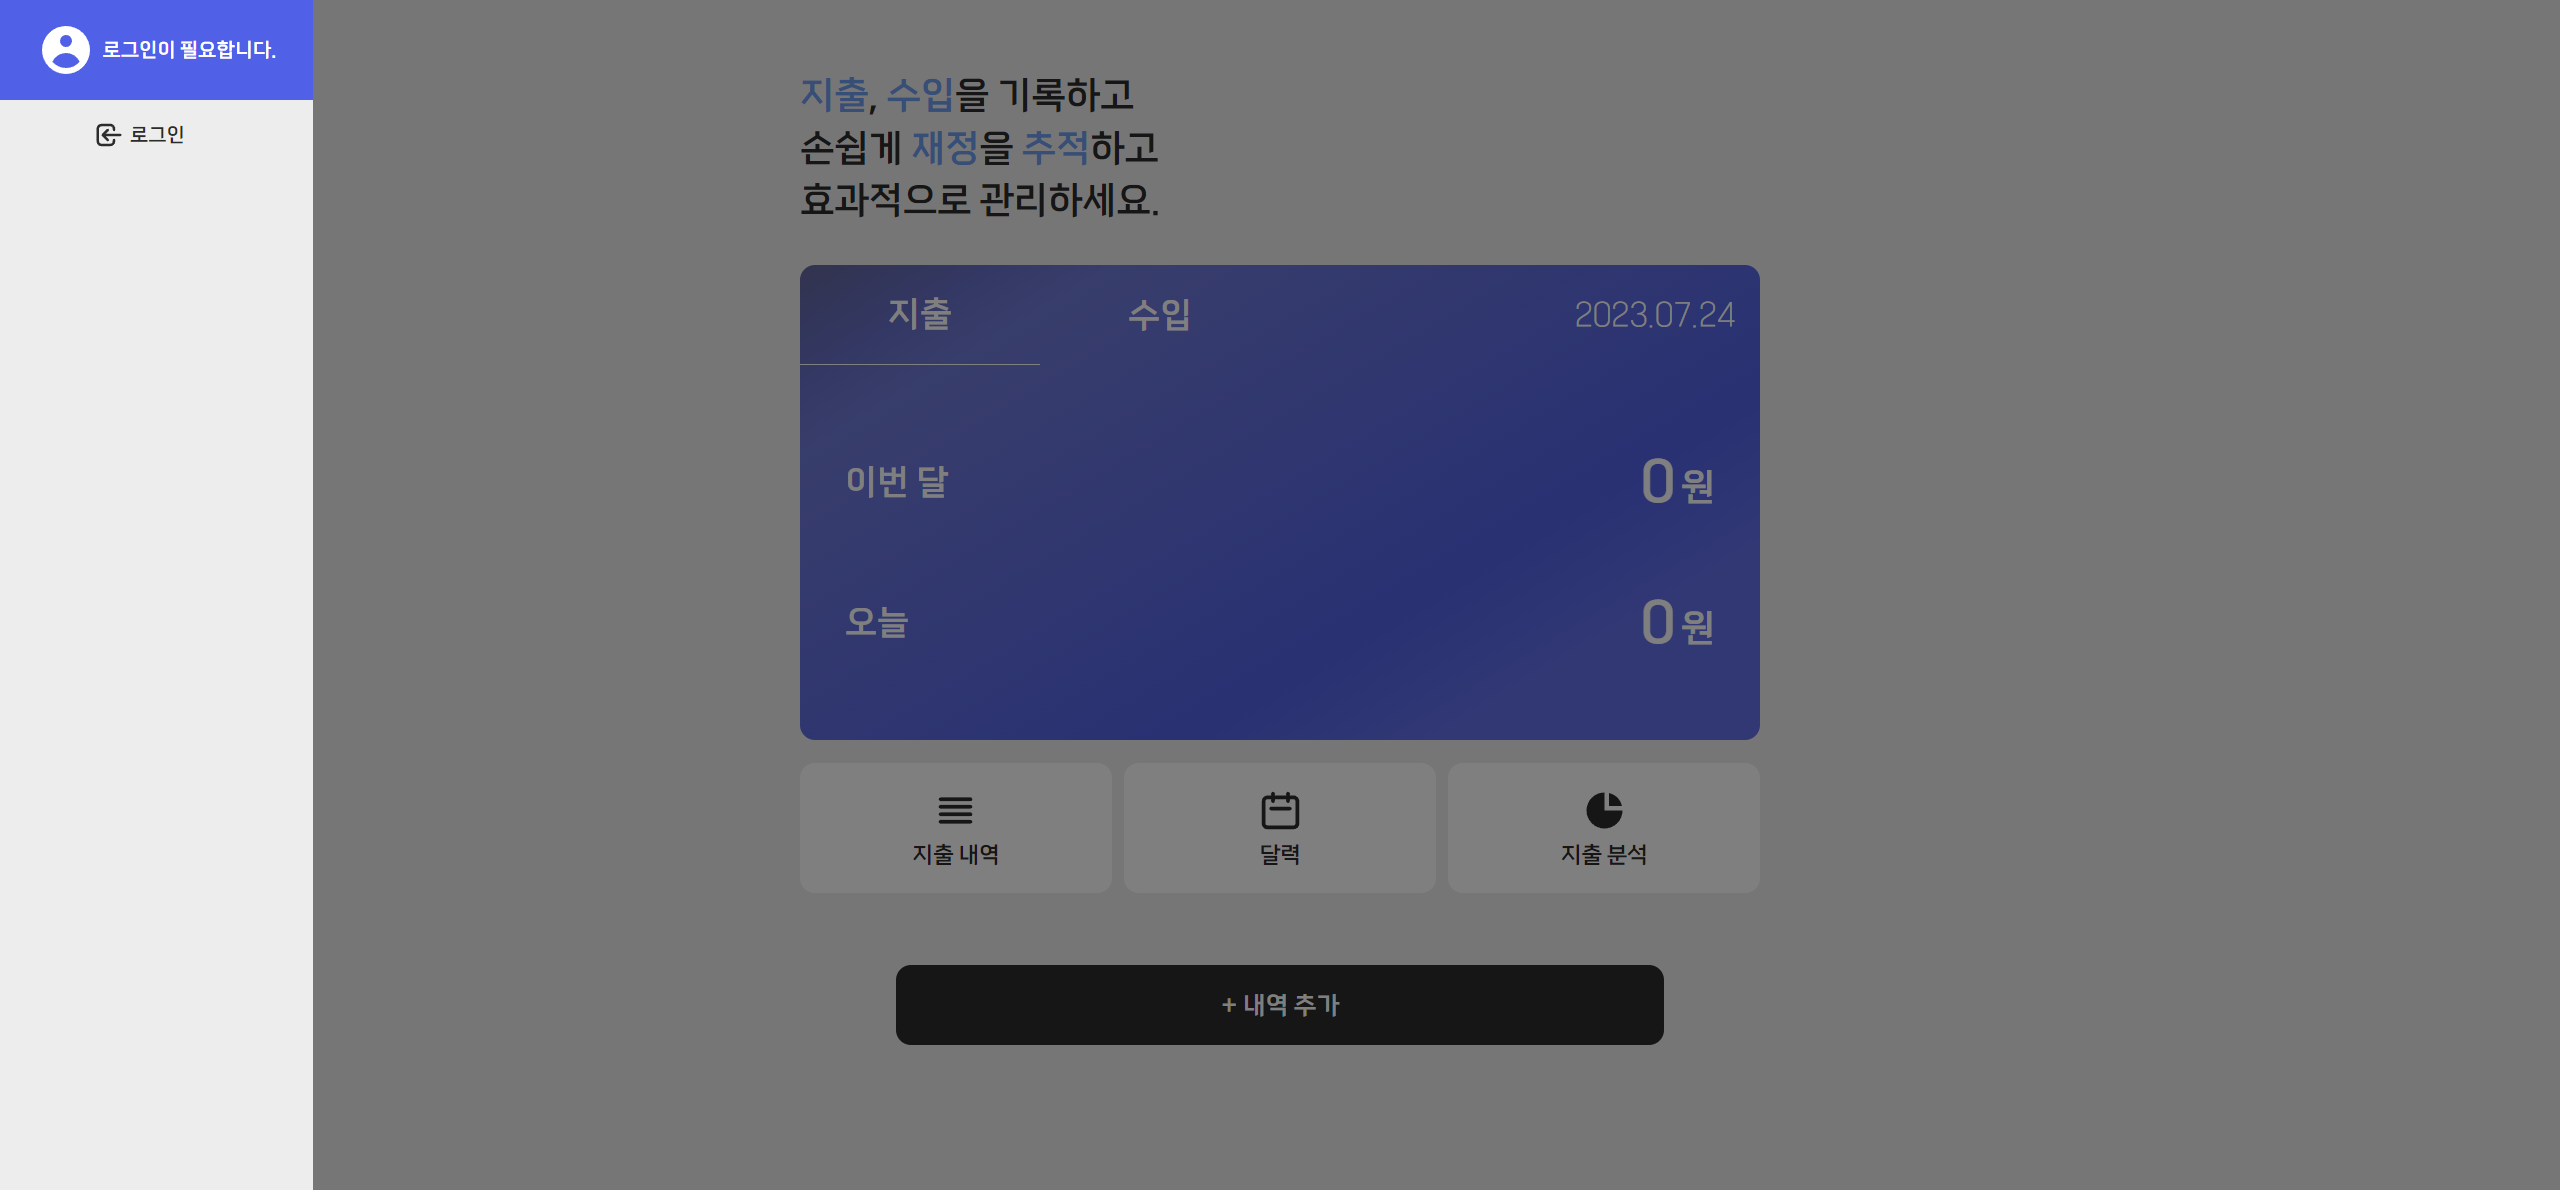 로그인이 필요합니다.
로그인
지출, 수입을 기록하고
손쉽게 재정을 추적하고
효과적으로 관리하세요.
지출 수입 2023.07.24
이번 달 0 원
오늘 0 원
지출 내역 달력 지출 분석
+ 내역 추가